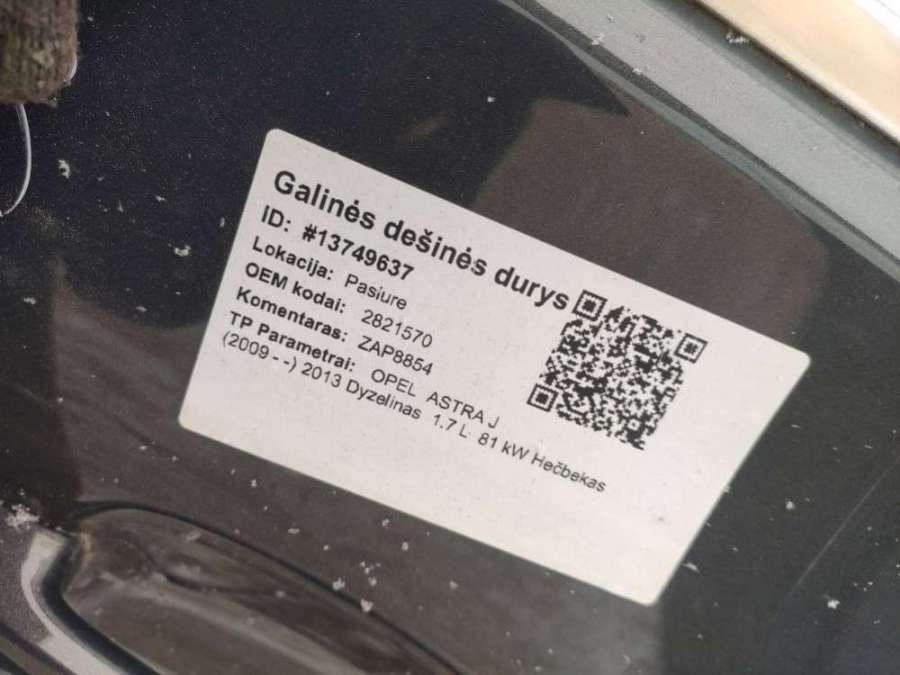 Galinės dešinės durys
ID: #13749637
Lokacija: Pasiure
OEM kodai: 2821570
Komentaras: ZAP8854
TP Parametrai: OPEL ASTRA J
(2009 - -) 2013 Dyzelinas 1.7 L 81 kW Hečbekas